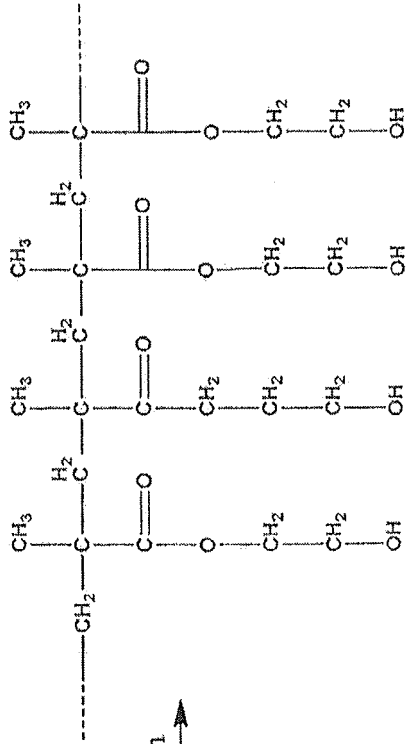 CH₃ CH₃ CH₃ CH₃
H₂ H₂ H₂
CH₂ C C C C C C C
C O C O O O
O CH₂ O O
CH₂ CH₂ CH₂ CH₂
CH₂ CH₂ CH₂ CH₂
OH OH OH OH